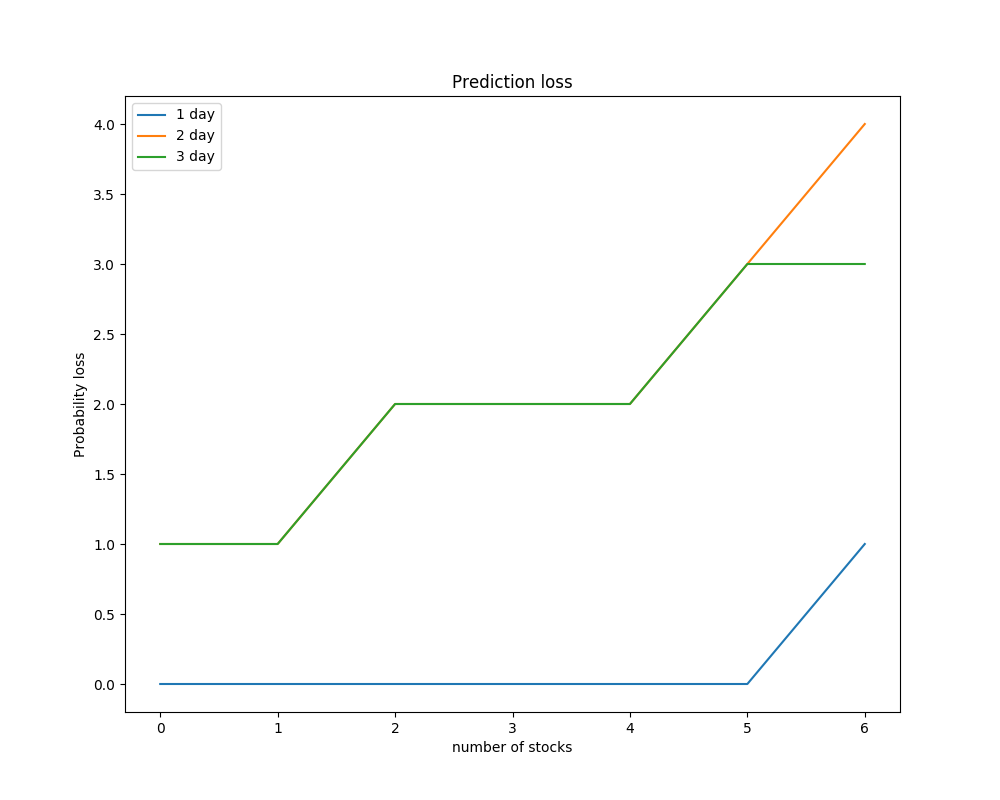 Prediction loss
1 day
2 day
3 day
4.0
3.5
3.0
2.5
2.0
1.5
1.0
0.5
0.0
Probability loss
0 1 2 3 4 5 6
number of stocks